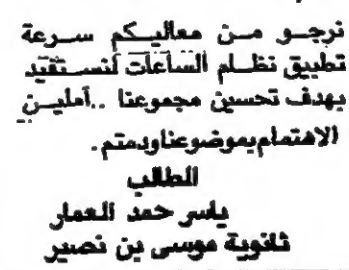 نرجو من معاليكم سرعة
تطبيق نظام الساعات لنستفيد
بهدف تحسين مجموعنا ..آملين
الاهتمام بموضوعنا ودمتم.
الطالب
ياسر حمد العمار
ثانوية موسى بن نصير